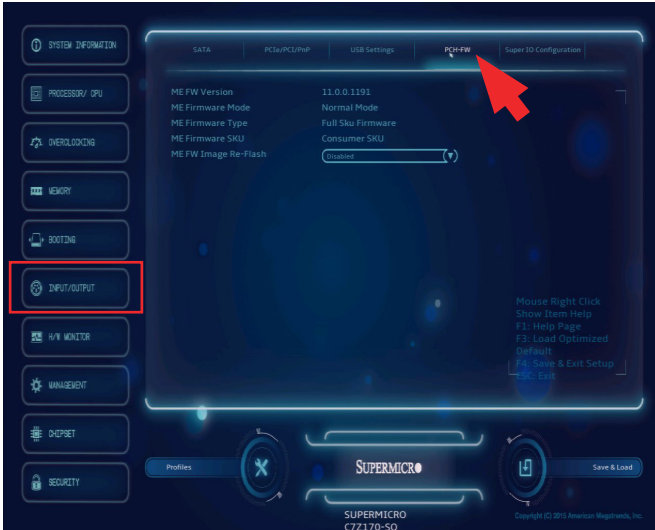 SYSTEM INFORMATION
PROCESSOR/ CPU
OVERCLOCKING
MEMORY
BOOTING
INPUT/OUTPUT
H/W MONITOR
MANAGEMENT
CHIPSET
SECURITY
SATA
PCIe/PCI/PnP
USB Settings
PCH-FW
Super IO Configuration
ME FW Version 11.0.0.1191
ME Firmware Mode Normal Mode
ME Firmware Type Full Sku Firmware
ME Firmware SKU Consumer SKU
ME FW Image Re-Flash Disabled
Mouse Right Click
Show Item Help
F1: Help Page
F3: Load Optimized
Default
F4: Save & Exit Setup
ESC: Exit
Profiles
SUPERMICRO
Save & Load
SUPERMICRO
C7Z170-SQ
Copyright (C) 2015 American Megatrends, Inc.